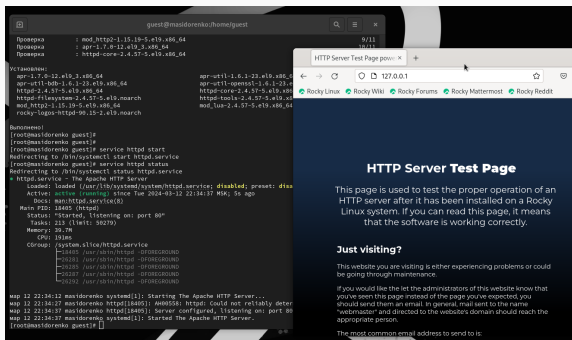 guest@masidorenko:/home/guest
Проверка : mod_http2-1.15.19-5.el9.x86_64 9/11
Проверка : apr-1.7.0-12.el9_3.x86_64 10/11
Проверка : httpd-core-2.4.57-5.el9.x86_64
Установлен:
apr-1.7.0-12.el9_3.x86_64 apr-util-1.6.1-23.el9.x86_6
apr-util-bdb-1.6.1-23.el9.x86_64 apr-util-openssl-1.6.1-23.e
httpd-2.4.57-5.el9.x86_64 httpd-core-2.4.57-5.el9.x86
httpd-filesystem-2.4.57-5.el9.noarch httpd-tools-2.4.57-5.el9.x8
mod_http2-1.15.19-5.el9.x86_64 mod_lua-2.4.57-5.el9.x86_64
rocky-logos-httpd-90.15-2.el9.noarch
Выполнено!
[root@masidorenko guest]#
[root@masidorenko guest]# service httpd start
Redirecting to /bin/systemctl start httpd.service
[root@masidorenko guest]# service httpd status
Redirecting to /bin/systemctl status httpd.service
● httpd.service - The Apache HTTP Server
Loaded: loaded (/usr/lib/systemd/system/httpd.service; disabled; preset: disa
Active: active (running) since Tue 2024-03-12 22:34:37 MSK; 5s ago
Docs: man:httpd.service(8)
Main PID: 18405 (httpd)
Status: "Started, listening on: port 80"
Tasks: 213 (limit: 50279)
Memory: 39.7M
CPU: 191ms
CGroup: /system.slice/httpd.service
├─18405 /usr/sbin/httpd -DFOREGROUND
/usr/sbin/httpd -DFOREGROUND
├─26285 /usr/sbin/httpd -DFOREGROUND
├─26287 /usr/sbin/httpd -DFOREGROUND
└─26292 /usr/sbin/httpd -DFOREGROUND
мар 12 22:34:12 masidorenko systemd[1]: Starting The Apache HTTP Server...
мар 12 22:34:37 masidorenko httpd[18405]: AH00558: httpd: Could not reliably deter
мар 12 22:34:37 masidorenko httpd[18405]: Server configured, listening on: port 80
мар 12 22:34:37 masidorenko systemd[1]: Started The Apache HTTP Server.
[root@masidorenko guest]#
HTTP Server Test Page powe
127.0.0.1
Rocky Linux Rocky Wiki Rocky Forums Rocky Mattermost Rocky Reddit
HTTP Server Test Page
This page is used to test the proper operation of an
HTTP server after it has been installed on a Rocky
Linux system. If you can read this page, it means
that the software is working correctly.
Just visiting?
This website you are visiting is either experiencing problems or could
be going through maintenance.
If you would like the let the administrators of this website know that
you've seen this page instead of the page you've expected, you
should send them an email. In general, mail sent to the name
"webmaster" and directed to the website's domain should reach the
appropriate person.
The most common email address to send to is: